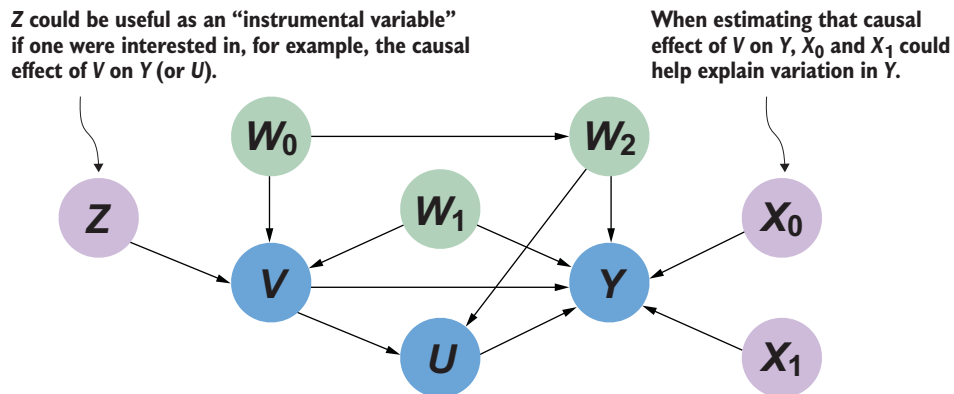 Z could be useful as an “instrumental variable”
if one were interested in, for example, the causal
effect of V on Y (or U).
When estimating that causal
effect of V on Y, X₀ and X₁ could
help explain variation in Y.
W₀
W₂
Z
W₁
X₀
V
Y
U
X₁